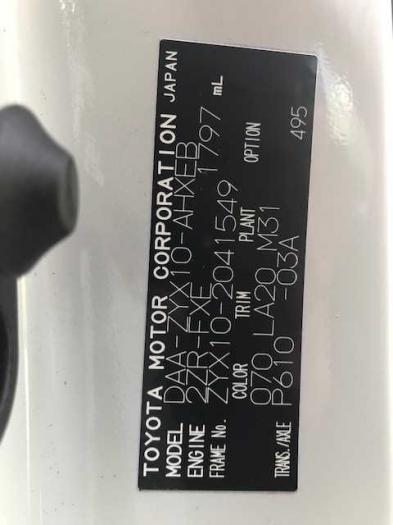 TOYOTA MOTOR CORPORATION JAPAN
MODEL DAA-ZYX10-AHXEB
ENGINE 2ZR-FXE 1797 mL
FRAME No. ZYX10-2041549
COLOR TRIM PLANT OPTION
070 LA20 M31
TRANS./AXLE P610 -03A 495